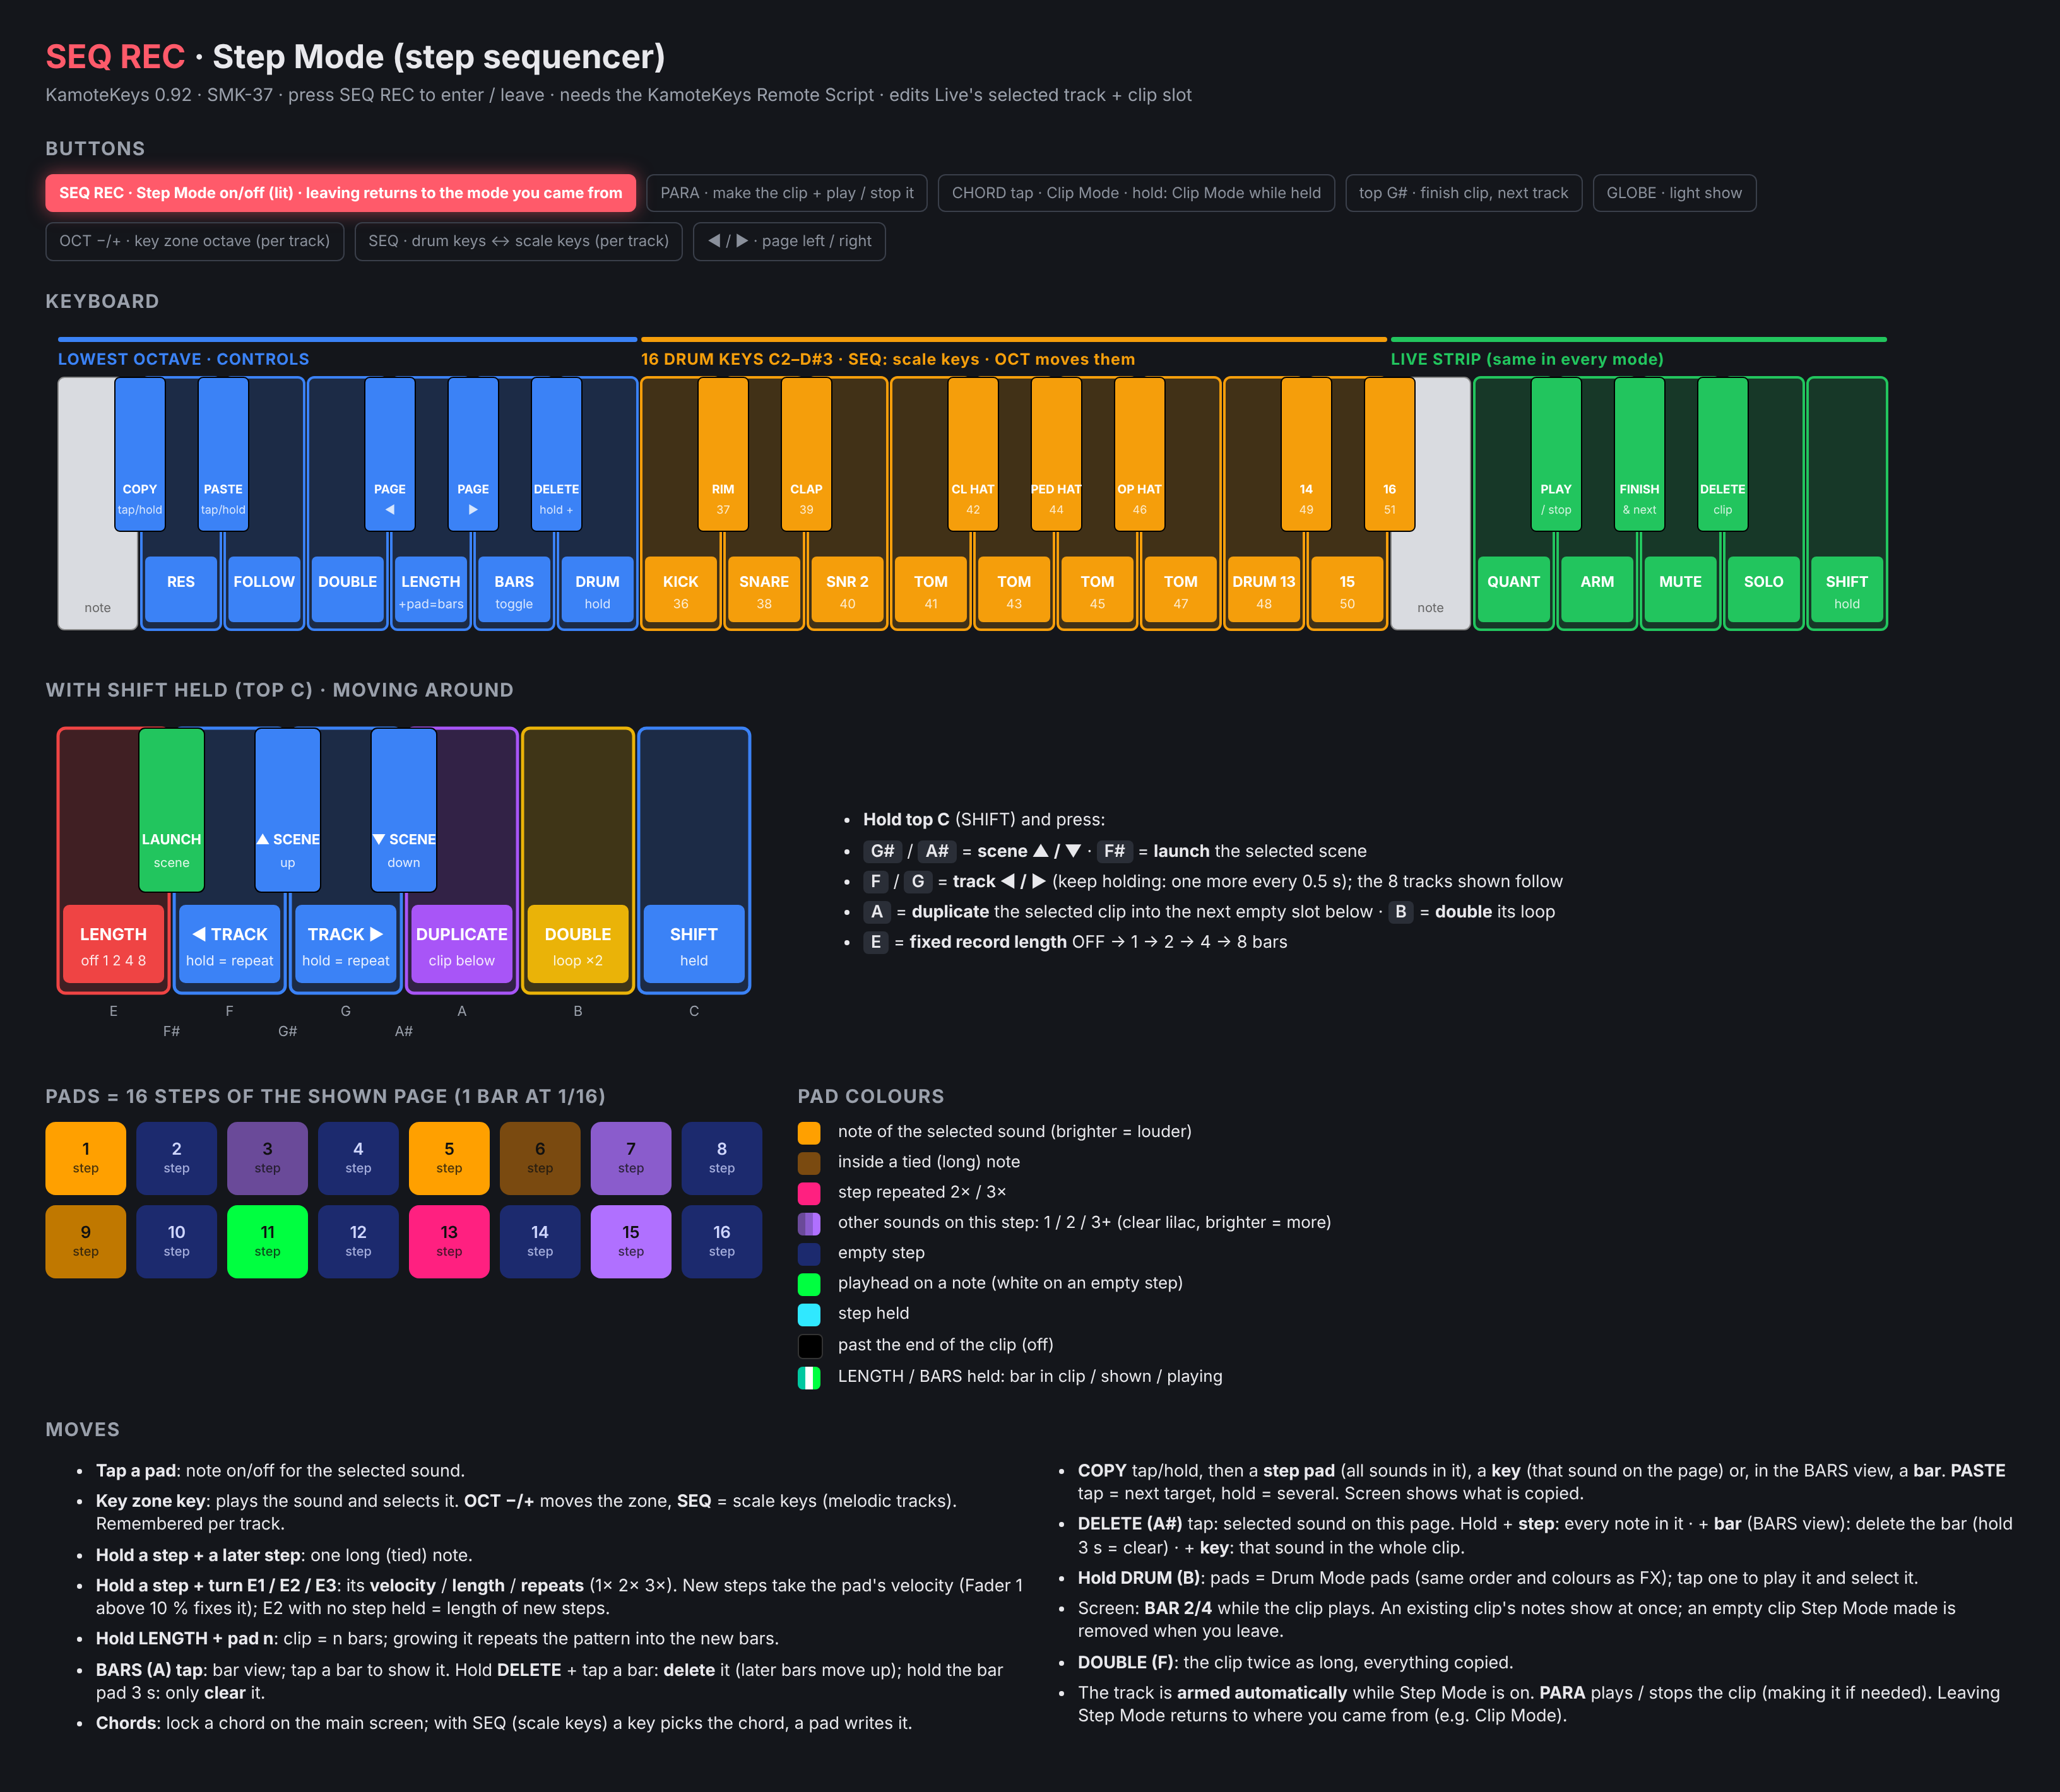 SEQ REC · Step Mode (step sequencer)
KamoteKeys 0.92 · SMK-37 · press SEQ REC to enter / leave · needs the KamoteKeys Remote Script · edits Live's selected track + clip slot
BUTTONS
SEQ REC · Step Mode on/off (lit) · leaving returns to the mode you came from
PARA · make the clip + play / stop it
CHORD tap · Clip Mode · hold: Clip Mode while held
top G# · finish clip, next track
GLOBE · light show
OCT −/+ · key zone octave (per track)
SEQ · drum keys ↔ scale keys (per track)
◀ / ▶ · page left / right
KEYBOARD
LOWEST OCTAVE · CONTROLS
16 DRUM KEYS C2–D#3 · SEQ: scale keys · OCT moves them
LIVE STRIP (same in every mode)
COPY
tap/hold
PASTE
tap/hold
PAGE
◀
PAGE
▶
DELETE
hold +
RIM
37
CLAP
39
CL HAT
42
PED HAT
44
OP HAT
46
14
49
16
51
PLAY
/ stop
FINISH
& next
DELETE
clip
note
RES
FOLLOW
DOUBLE
LENGTH
+pad=bars
BARS
toggle
DRUM
hold
KICK
36
SNARE
38
SNR 2
40
TOM
41
TOM
43
TOM
45
TOM
47
DRUM 13
48
15
50
note
QUANT
ARM
MUTE
SOLO
SHIFT
hold
WITH SHIFT HELD (TOP C) · MOVING AROUND
LAUNCH
scene
▲ SCENE
up
▼ SCENE
down
LENGTH
off 1 2 4 8
◀ TRACK
hold = repeat
TRACK ▶
hold = repeat
DUPLICATE
clip below
DOUBLE
loop ×2
SHIFT
held
E
F
G
A
B
C
F#
G#
A#
• Hold top C (SHIFT) and press:
• G# / A# = scene ▲ / ▼ · F# = launch the selected scene
• F / G = track ◀ / ▶ (keep holding: one more every 0.5 s); the 8 tracks shown follow
• A = duplicate the selected clip into the next empty slot below · B = double its loop
• E = fixed record length OFF → 1 → 2 → 4 → 8 bars
PADS = 16 STEPS OF THE SHOWN PAGE (1 BAR AT 1/16)
1
step
2
step
3
step
4
step
5
step
6
step
7
step
8
step
9
step
10
step
11
step
12
step
13
step
14
step
15
step
16
step
PAD COLOURS
note of the selected sound (brighter = louder)
inside a tied (long) note
step repeated 2× / 3×
other sounds on this step: 1 / 2 / 3+ (clear lilac, brighter = more)
empty step
playhead on a note (white on an empty step)
step held
past the end of the clip (off)
LENGTH / BARS held: bar in clip / shown / playing
MOVES
• Tap a pad: note on/off for the selected sound.
• Key zone key: plays the sound and selects it. OCT −/+ moves the zone, SEQ = scale keys (melodic tracks).
Remembered per track.
• Hold a step + a later step: one long (tied) note.
• Hold a step + turn E1 / E2 / E3: its velocity / length / repeats (1× 2× 3×). New steps take the pad's velocity (Fader 1
above 10 % fixes it); E2 with no step held = length of new steps.
• Hold LENGTH + pad n: clip = n bars; growing it repeats the pattern into the new bars.
• BARS (A) tap: bar view; tap a bar to show it. Hold DELETE + tap a bar: delete it (later bars move up); hold the bar
pad 3 s: only clear it.
• Chords: lock a chord on the main screen; with SEQ (scale keys) a key picks the chord, a pad writes it.
• COPY tap/hold, then a step pad (all sounds in it), a key (that sound on the page) or, in the BARS view, a bar. PASTE
tap = next target, hold = several. Screen shows what is copied.
• DELETE (A#) tap: selected sound on this page. Hold + step: every note in it · + bar (BARS view): delete the bar (hold
3 s = clear) · + key: that sound in the whole clip.
• Hold DRUM (B): pads = Drum Mode pads (same order and colours as FX); tap one to play it and select it.
• Screen: BAR 2/4 while the clip plays. An existing clip's notes show at once; an empty clip Step Mode made is
removed when you leave.
• DOUBLE (F): the clip twice as long, everything copied.
• The track is armed automatically while Step Mode is on. PARA plays / stops the clip (making it if needed). Leaving
Step Mode returns to where you came from (e.g. Clip Mode).